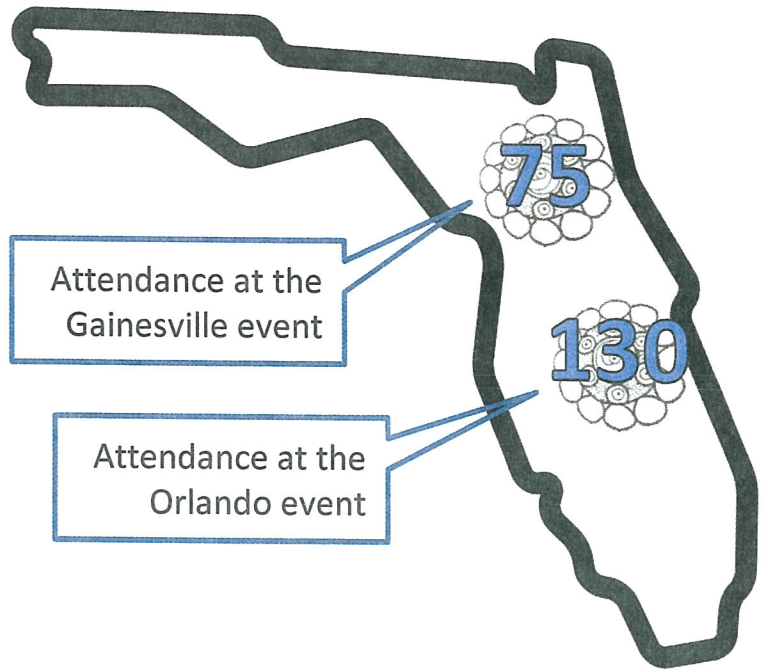 75
Attendance at the
Gainesville event
130
Attendance at the
Orlando event